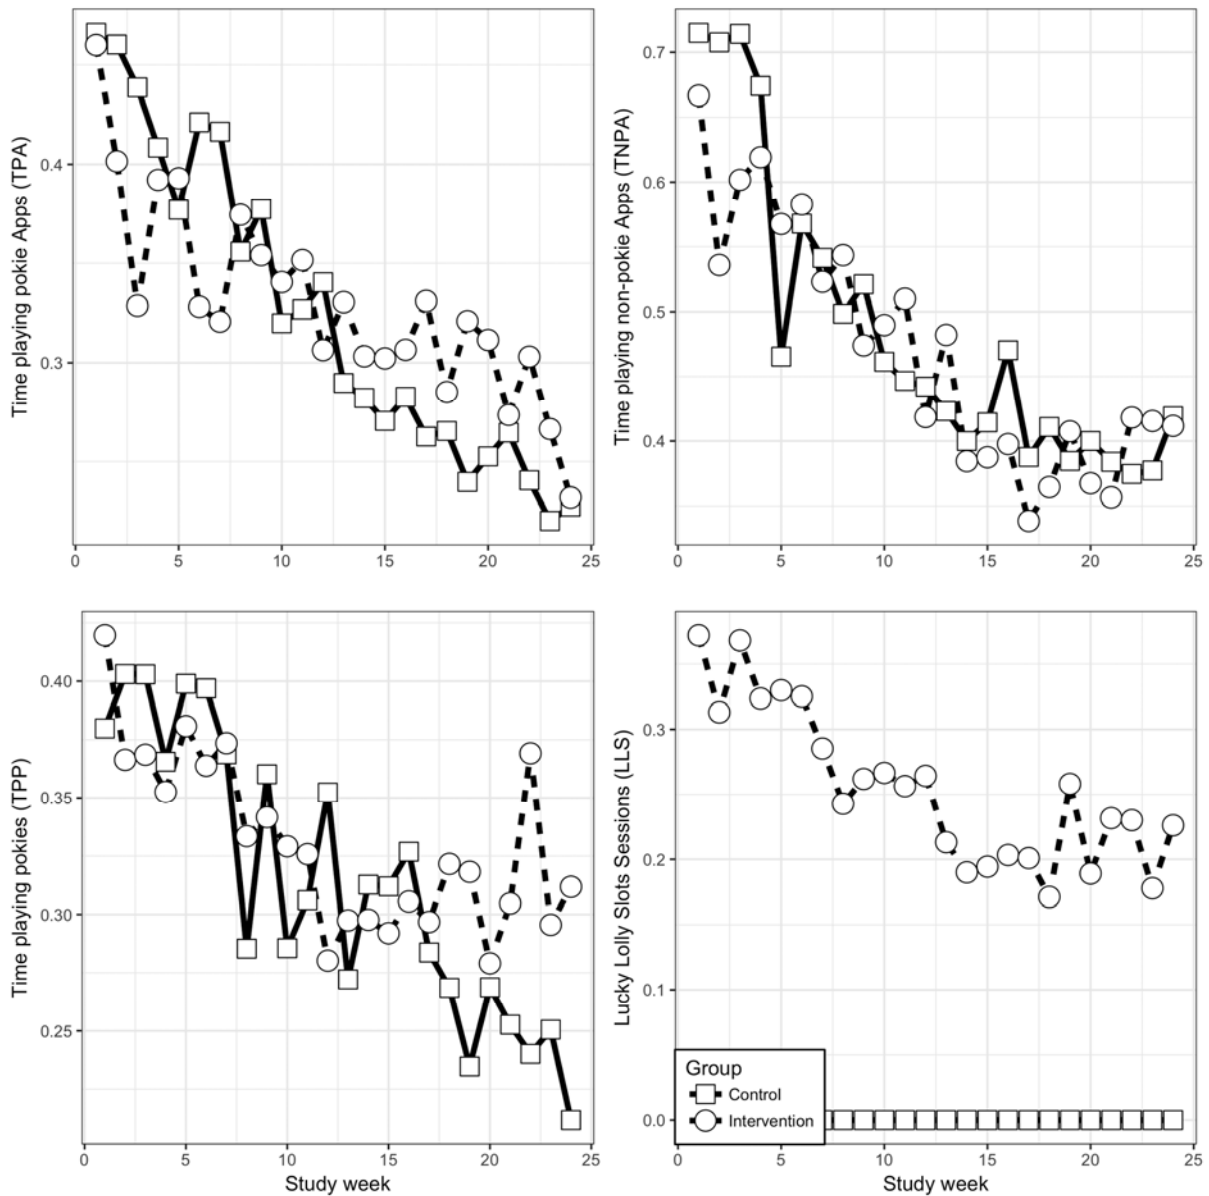 Time playing pokie Apps (TPA)
0.4
0.3
0 5 10 15 20 25
Time playing non-pokie Apps (TNPA)
0.7
0.6
0.5
0.4
0 5 10 15 20 25
Time playing pokies (TPP)
0.40
0.35
0.30
0.25
0 5 10 15 20 25
Study week
Lucky Lolly Slots Sessions (LLS)
0.3
0.2
0.1
0.0
Group
Control
Intervention
0 5 10 15 20 25
Study week